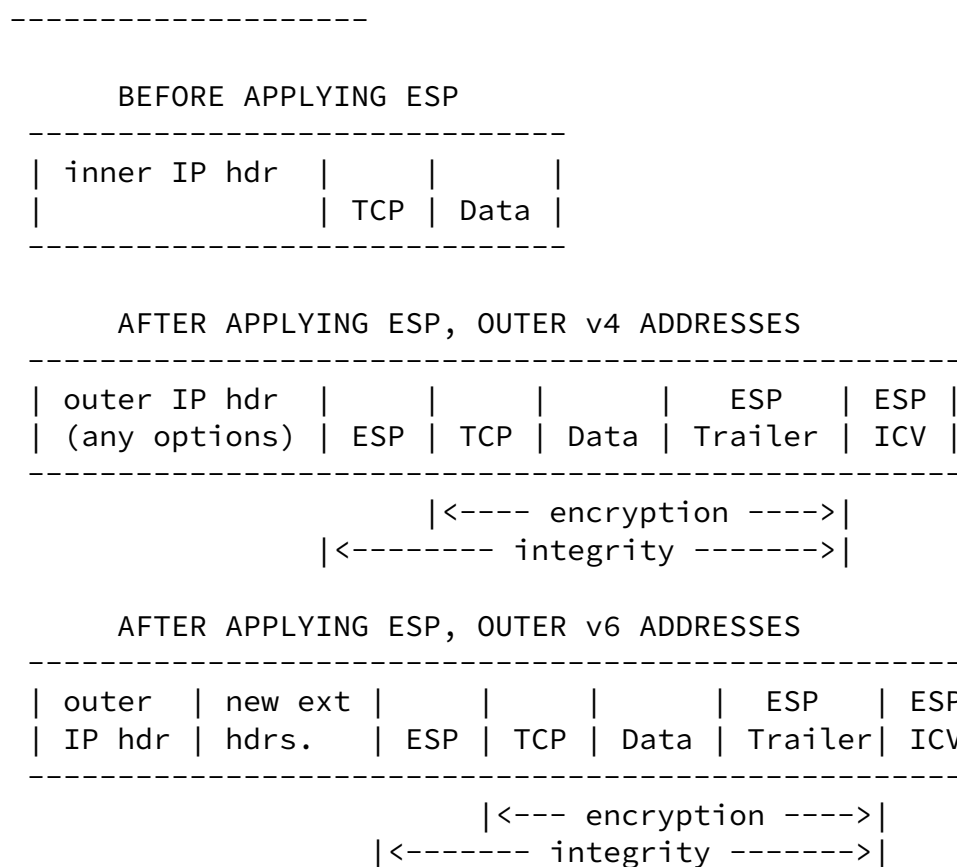 --------------------
BEFORE APPLYING ESP
------------------------------
| inner IP hdr  |     |      |
|               | TCP | Data |
------------------------------
AFTER APPLYING ESP, OUTER v4 ADDRESSES
----------------------------------------------------
| outer IP hdr  |     |     |      |   ESP   | ESP |
| (any options) | ESP | TCP | Data | Trailer | ICV |
----------------------------------------------------
|<---- encryption ---->|
|<-------- integrity ------->|
AFTER APPLYING ESP, OUTER v6 ADDRESSES
----------------------------------------------------
| outer  | new ext |     |     |      |  ESP   | ESP
| IP hdr | hdrs.   | ESP | TCP | Data | Trailer| ICV
----------------------------------------------------
|<--- encryption ---->|
|<------- integrity ------->|